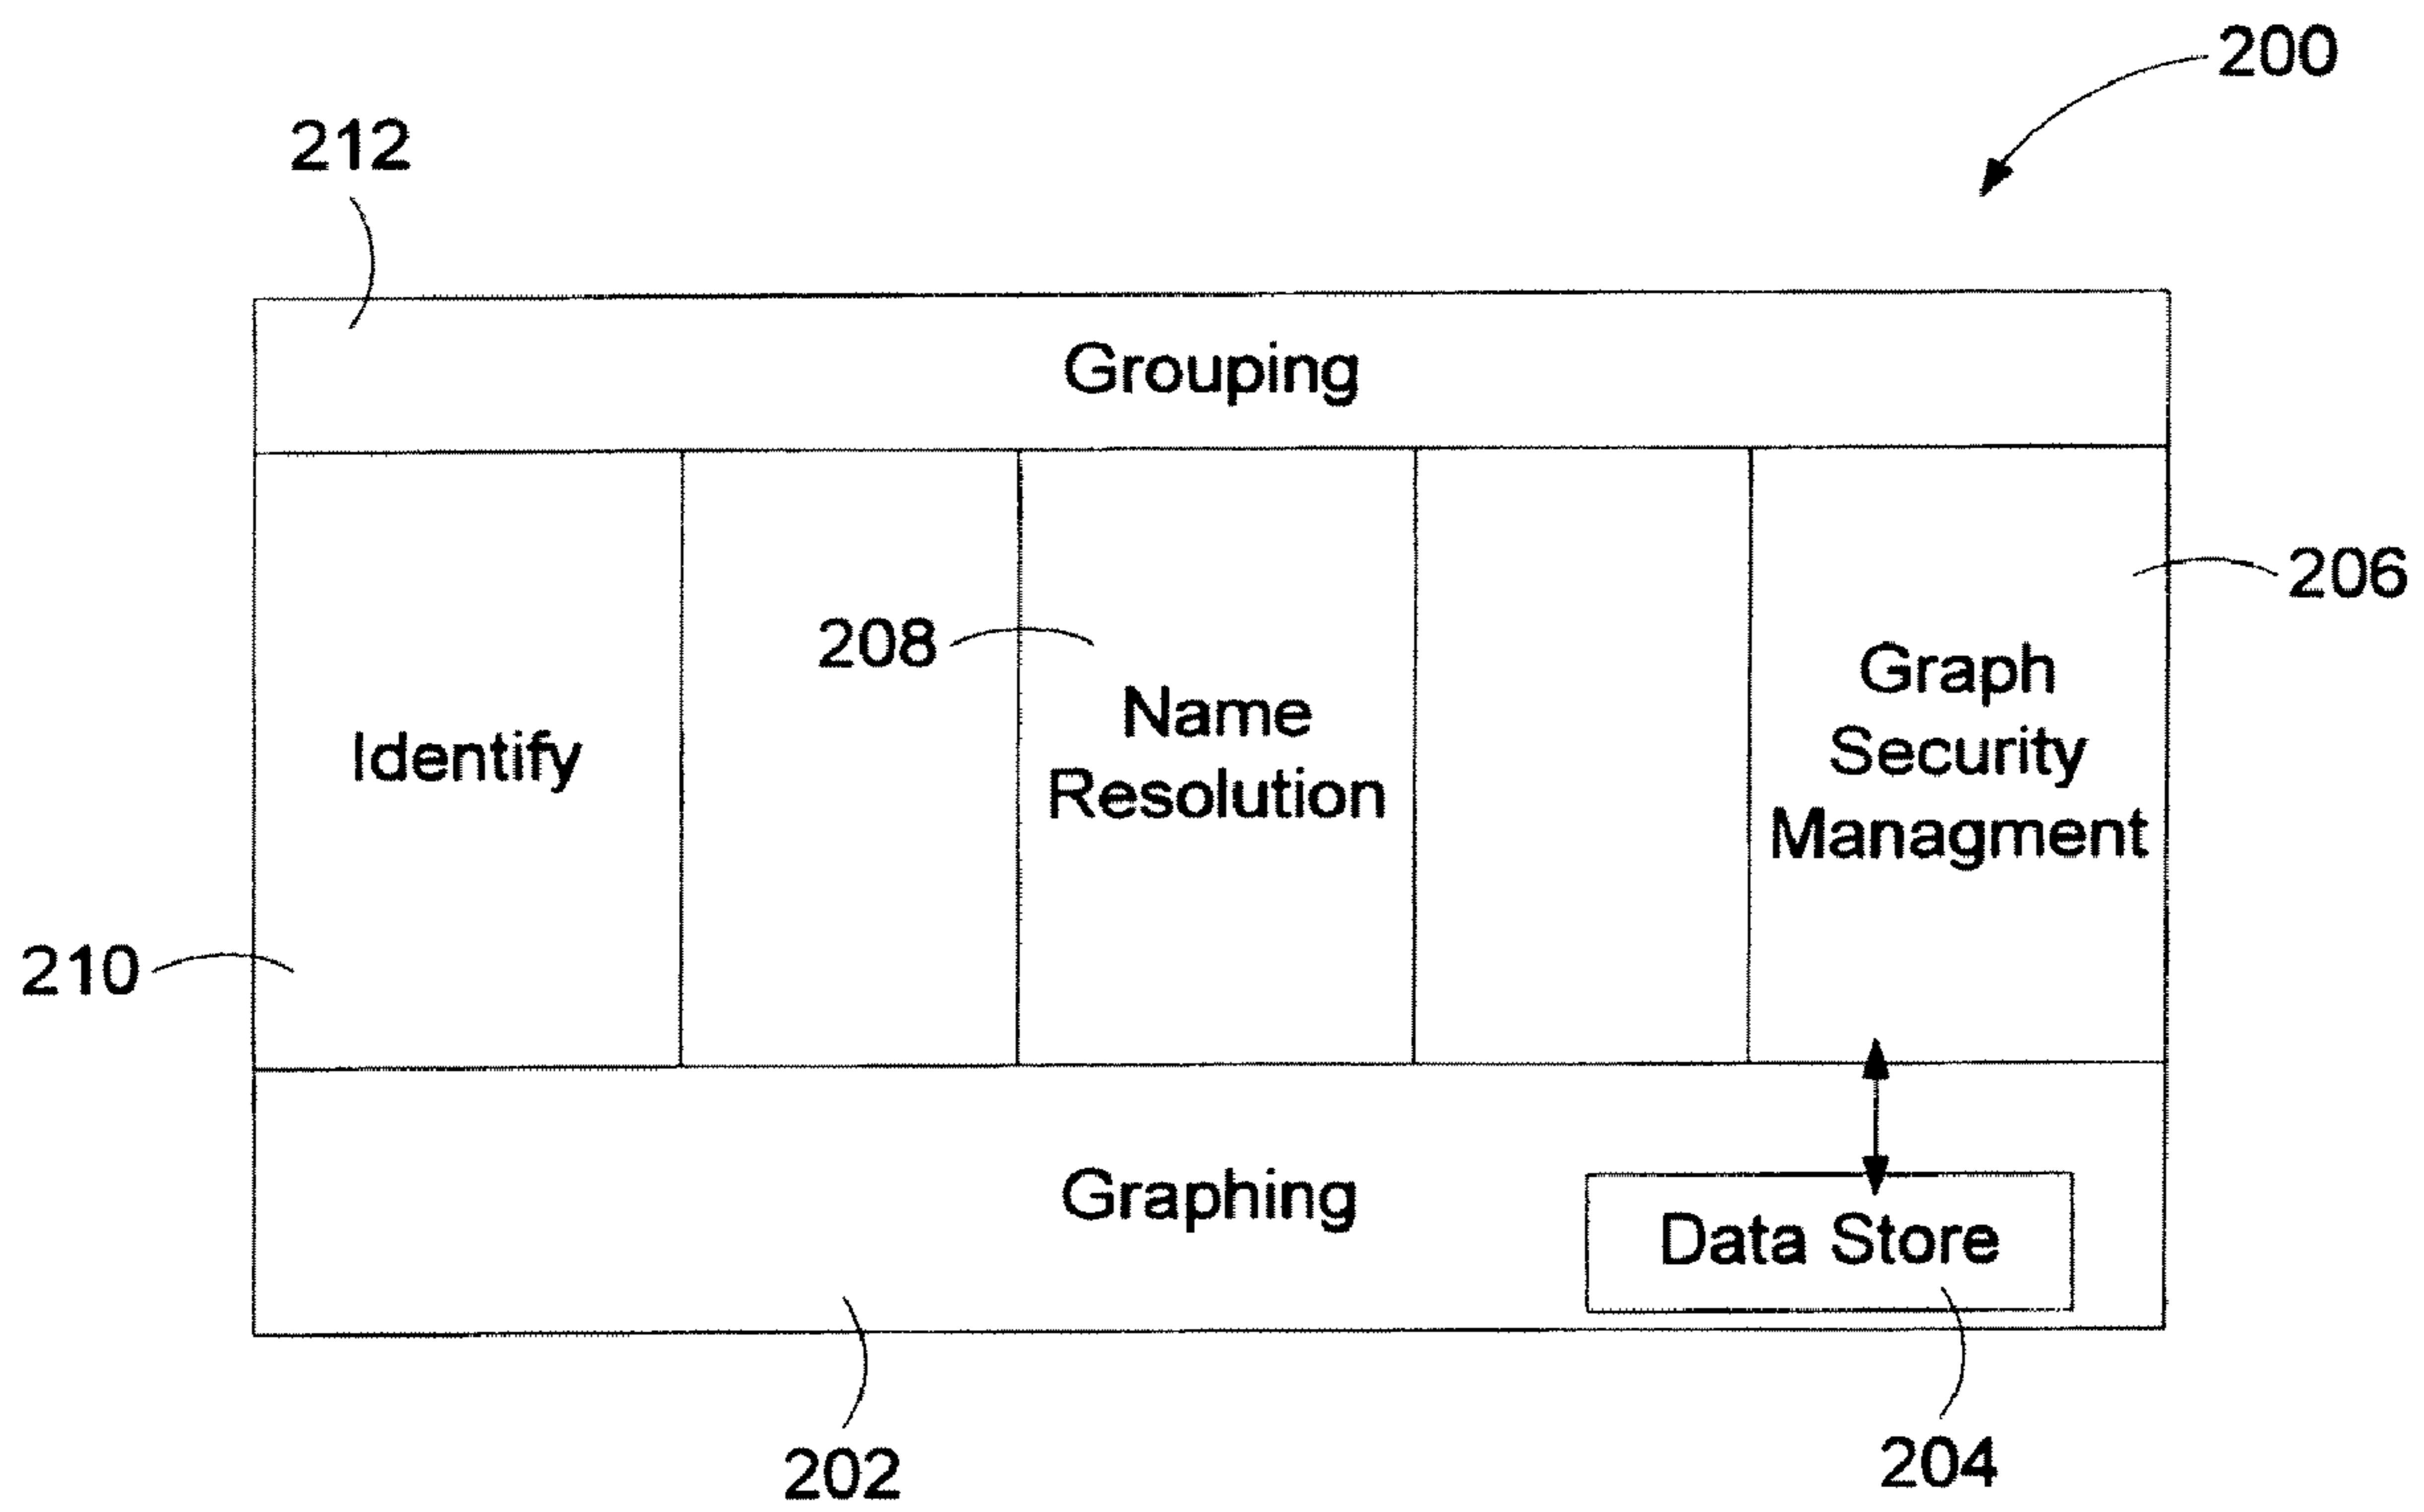 200
212
Grouping
206
208
Graph
Security
Managment
Name
Resolution
Identify
210
Graphing
Data Store
202
204